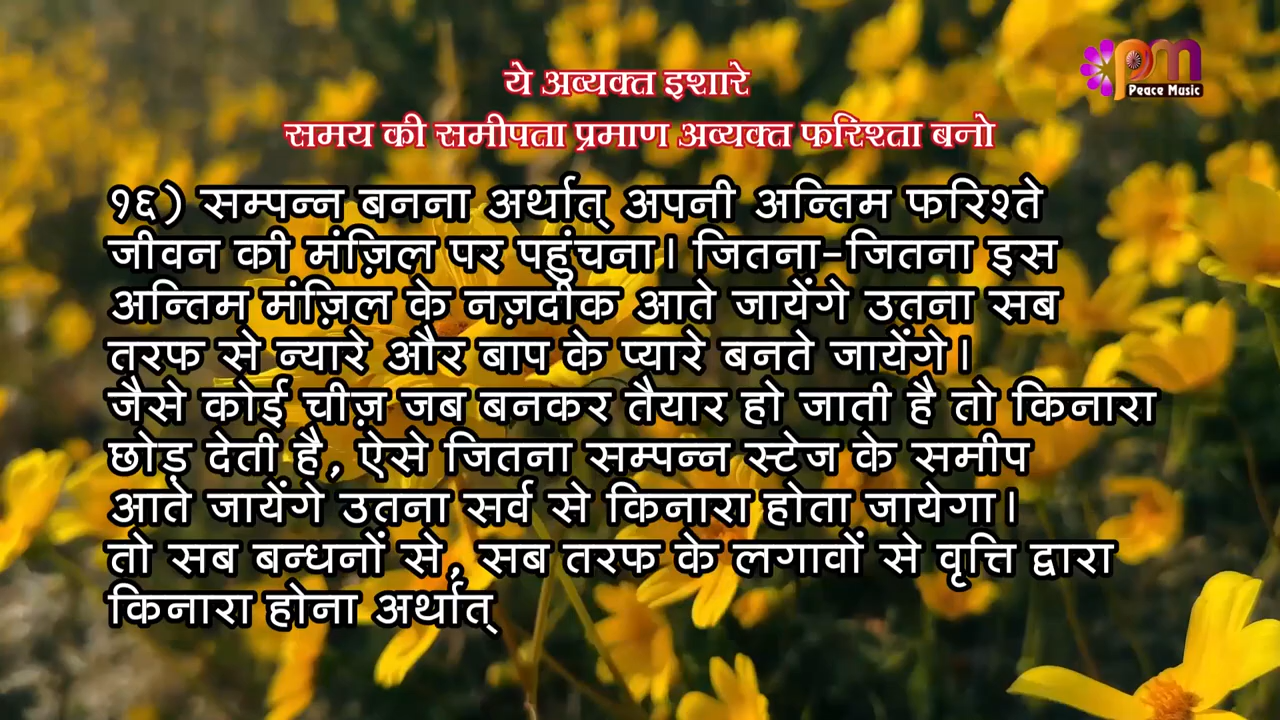 pm
Peace Music
ये अव्यक्त इशारे
समय की समीपता प्रमाण अव्यक्त फरिश्ता बनो
१६) सम्पन्न बनना अर्थात् अपनी अन्तिम फरिश्ते
जीवन की मंज़िल पर पहुंचना। जितना-जितना इस
अन्तिम मंज़िल के नज़दीक आते जायेंगे उतना सब
तरफ से न्यारे और बाप के प्यारे बनते जायेंगे।
जैसे कोई चीज़ जब बनकर तैयार हो जाती है तो किनारा
छोड़ देती है, ऐसे जितना सम्पन्न स्टेज के समीप
आते जायेंगे उतना सर्व से किनारा होता जायेगा।
तो सब बन्धनों से, सब तरफ के लगावों से वृत्ति द्वारा
किनारा होना अर्थात्